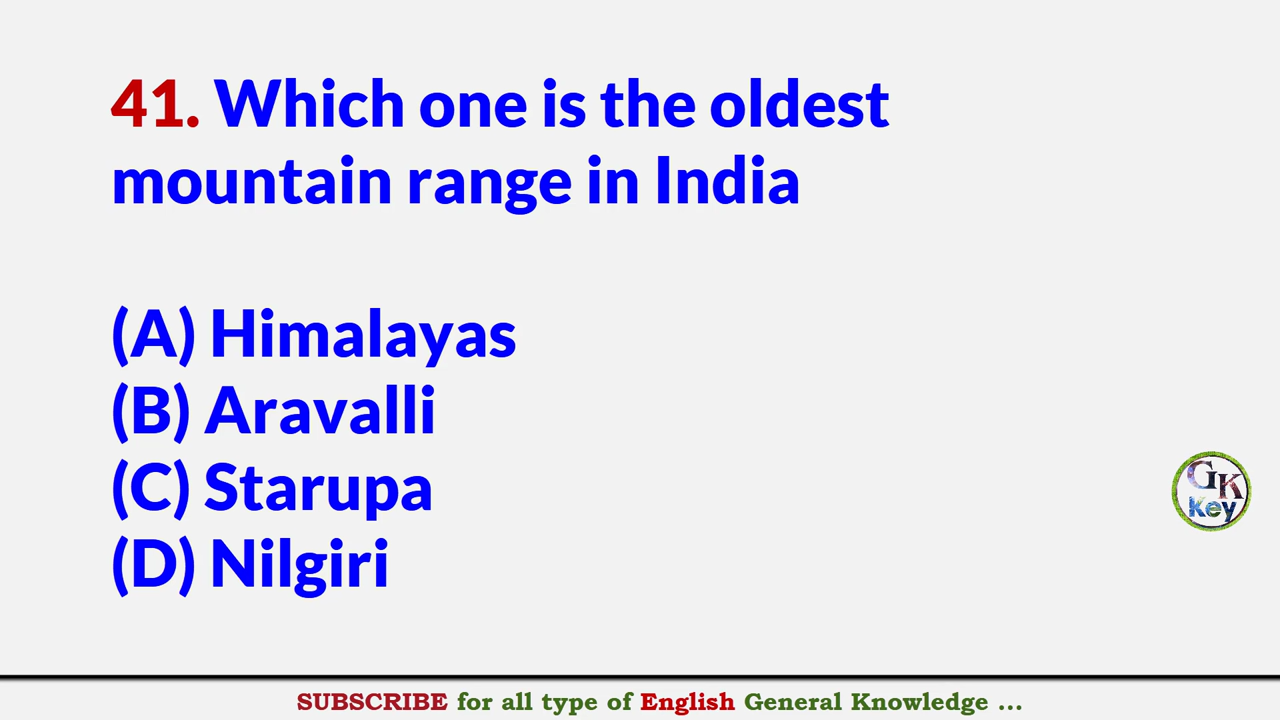 41. Which one is the oldest
mountain range in India
(A) Himalayas
(B) Aravalli
(C) Starupa
(D) Nilgiri
GK
key
SUBSCRIBE for all type of English General Knowledge ...